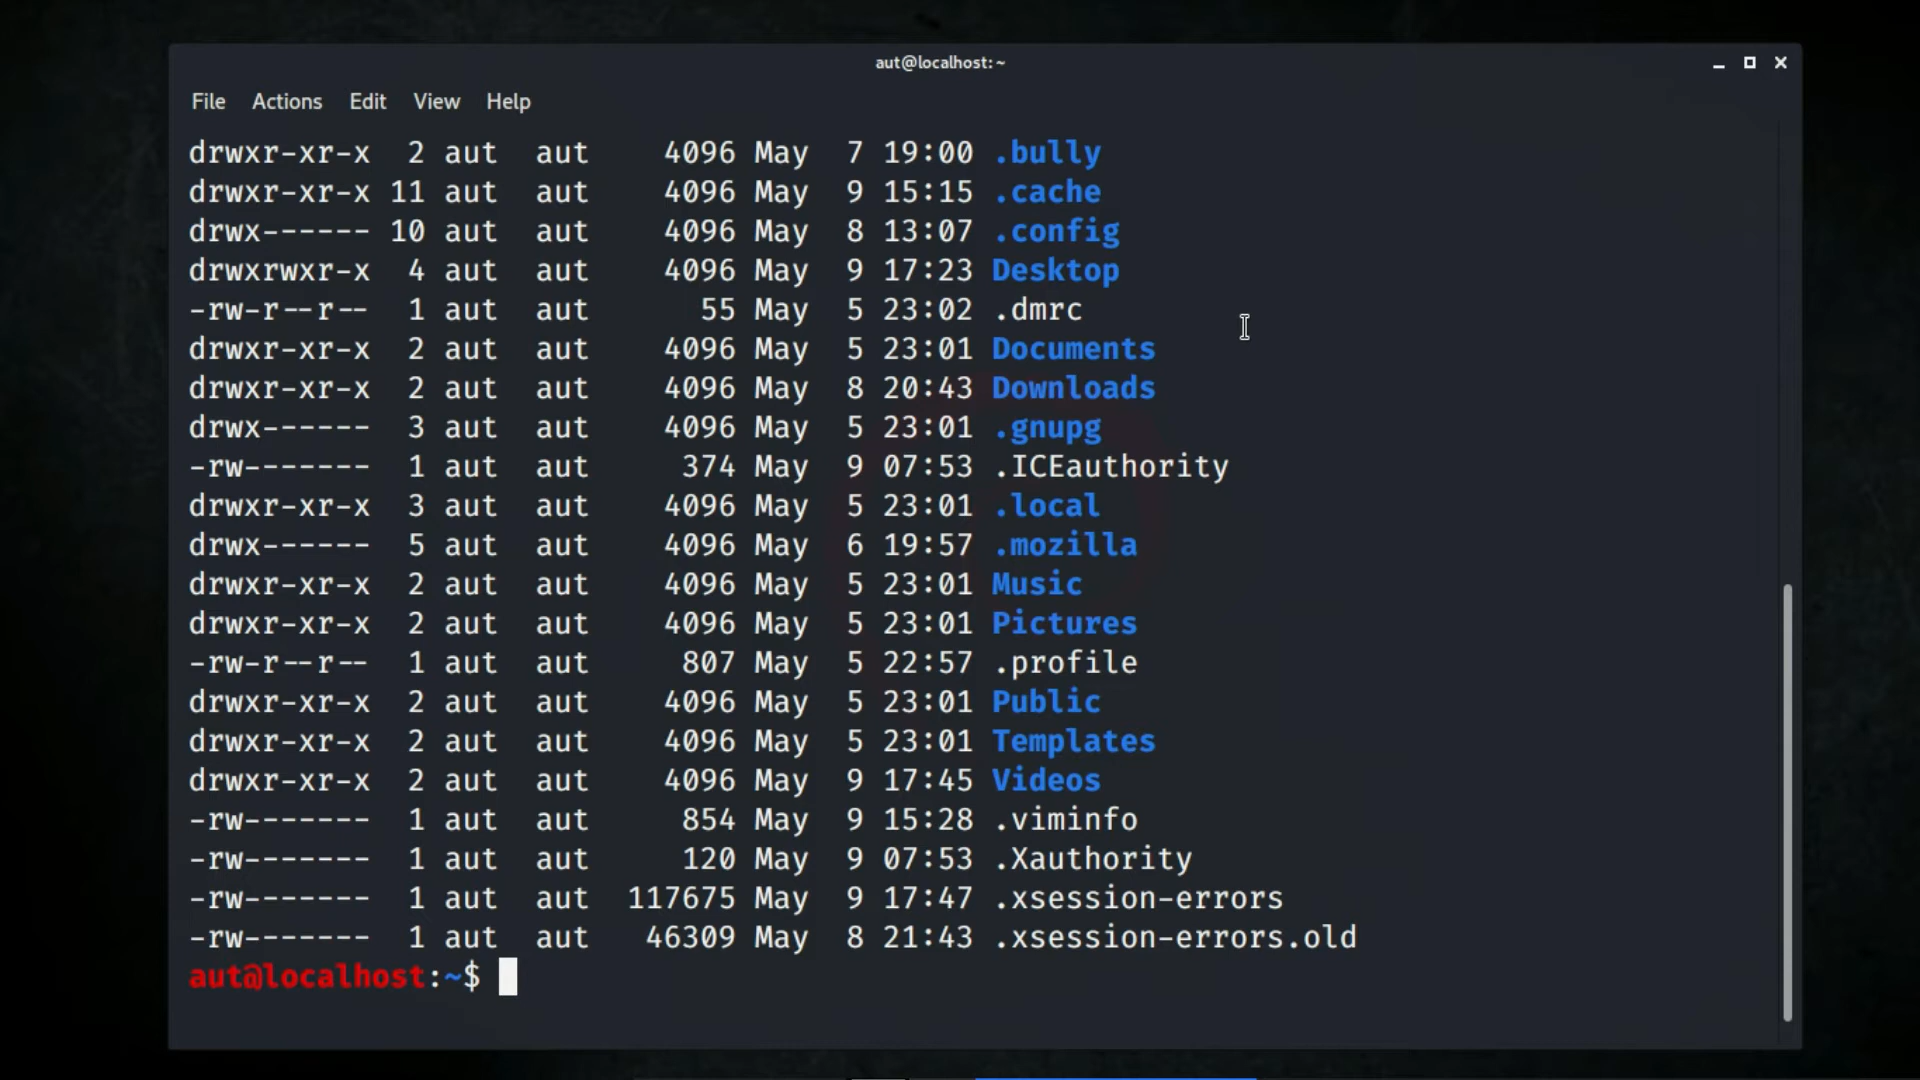 aut@localhost: ~
File Actions Edit View Help
drwxr-xr-x 2 aut aut 4096 May 7 19:00 .bully
drwxr-xr-x 11 aut aut 4096 May 9 15:15 .cache
drwx------ 10 aut aut 4096 May 8 13:07 .config
drwxrwxr-x 4 aut aut 4096 May 9 17:23 Desktop
-rw-r--r-- 1 aut aut 55 May 5 23:02 .dmrc
drwxr-xr-x 2 aut aut 4096 May 5 23:01 Documents
drwxr-xr-x 2 aut aut 4096 May 8 20:43 Downloads
drwx------ 3 aut aut 4096 May 5 23:01 .gnupg
-rw------- 1 aut aut 374 May 9 07:53 .ICEauthority
drwxr-xr-x 3 aut aut 4096 May 5 23:01 .local
drwx------ 5 aut aut 4096 May 6 19:57 .mozilla
drwxr-xr-x 2 aut aut 4096 May 5 23:01 Music
drwxr-xr-x 2 aut aut 4096 May 5 23:01 Pictures
-rw-r--r-- 1 aut aut 807 May 5 22:57 .profile
drwxr-xr-x 2 aut aut 4096 May 5 23:01 Public
drwxr-xr-x 2 aut aut 4096 May 5 23:01 Templates
drwxr-xr-x 2 aut aut 4096 May 9 17:45 Videos
-rw------- 1 aut aut 854 May 9 15:28 .viminfo
-rw------- 1 aut aut 120 May 9 07:53 .Xauthority
-rw------- 1 aut aut 117675 May 9 17:47 .xsession-errors
-rw------- 1 aut aut 46309 May 8 21:43 .xsession-errors.old
aut@localhost:~$